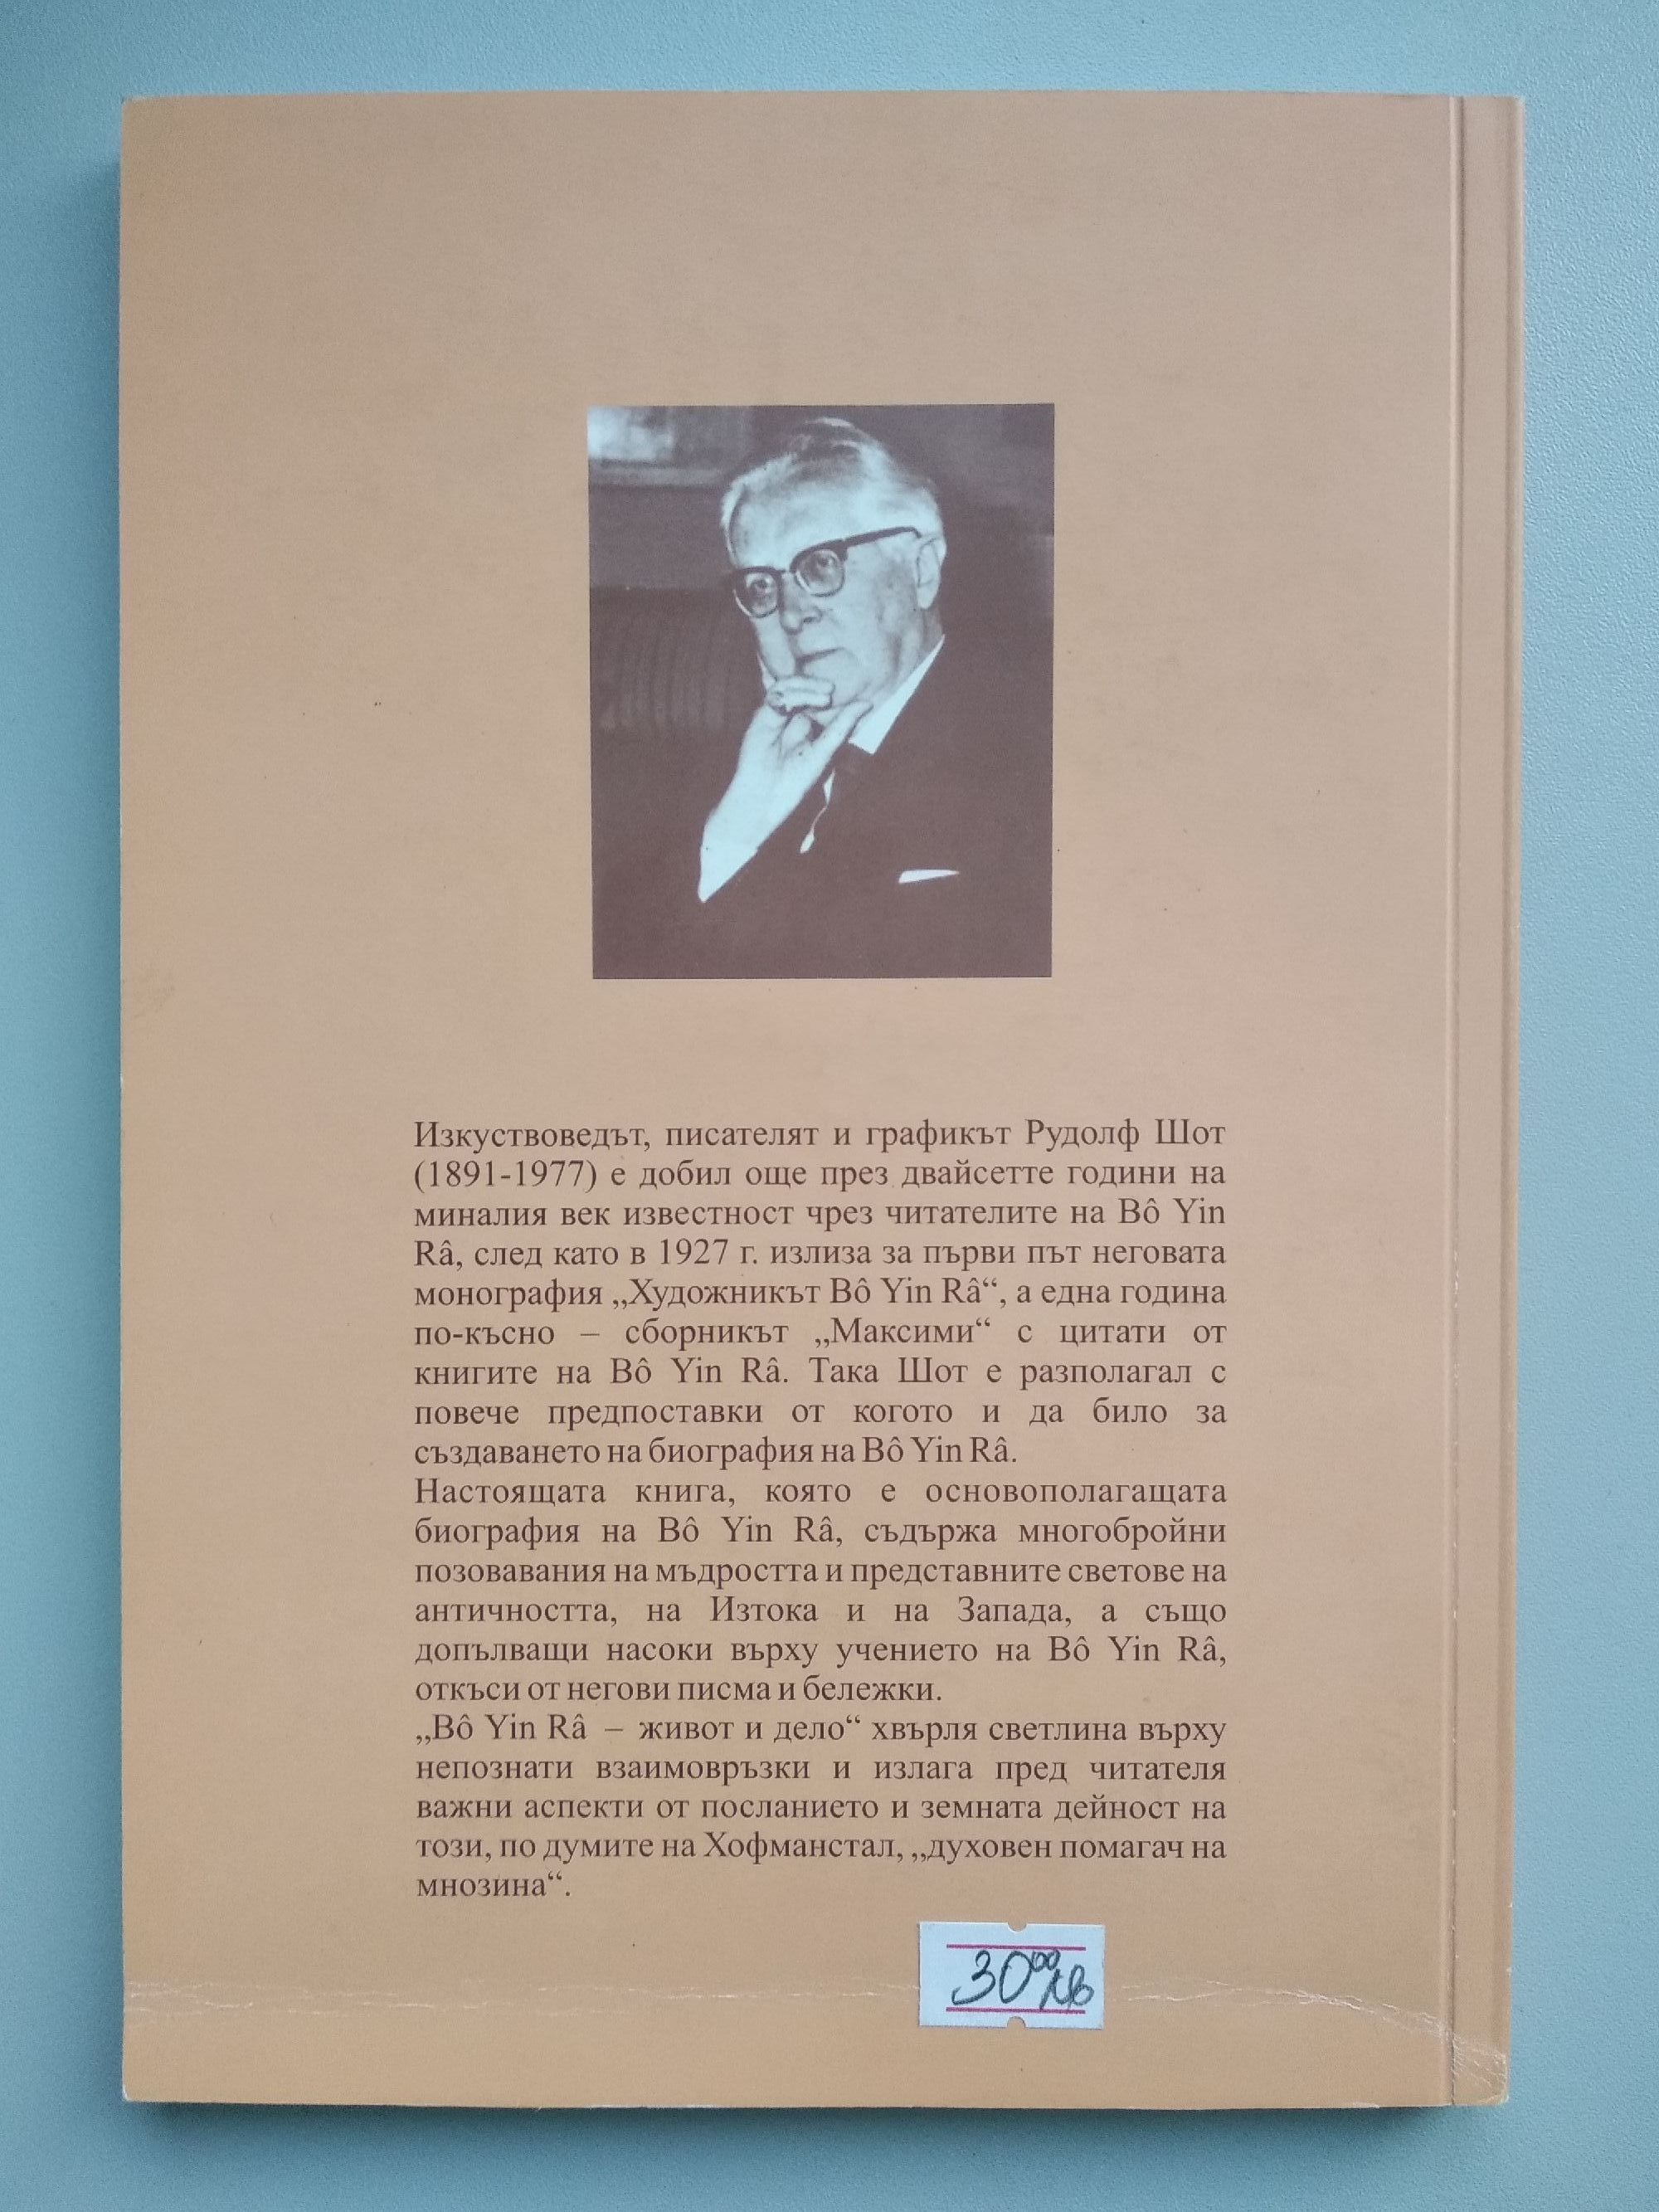 Изкуствоведът, писателят и графикът Рудолф Шот
(1891-1977) е добил още през двайсетте години на
миналия век известност чрез читателите на Bô Yin
Râ, след като в 1927 г. излиза за първи път неговата
монография „Художникът Bô Yin Râ“, а една година
по-късно – сборникът „Максими“ с цитати от
книгите на Bô Yin Râ. Така Шот е разполагал с
повече предпоставки от когото и да било за
създаването на биография на Bô Yin Râ.
Настоящата книга, която е основополагащата
биография на Bô Yin Râ, съдържа многобройни
позовавания на мъдростта и представните светове на
античността, на Изтока и на Запада, а също
допълващи насоки върху учението на Bô Yin Râ,
откъси от негови писма и бележки.
„Bô Yin Râ – живот и дело“ хвърля светлина върху
непознати взаимовръзки и излага пред читателя
важни аспекти от посланието и земната дейност на
този, по думите на Хофманстал, „духовен помагач на
мнозина“.
30 00 лв